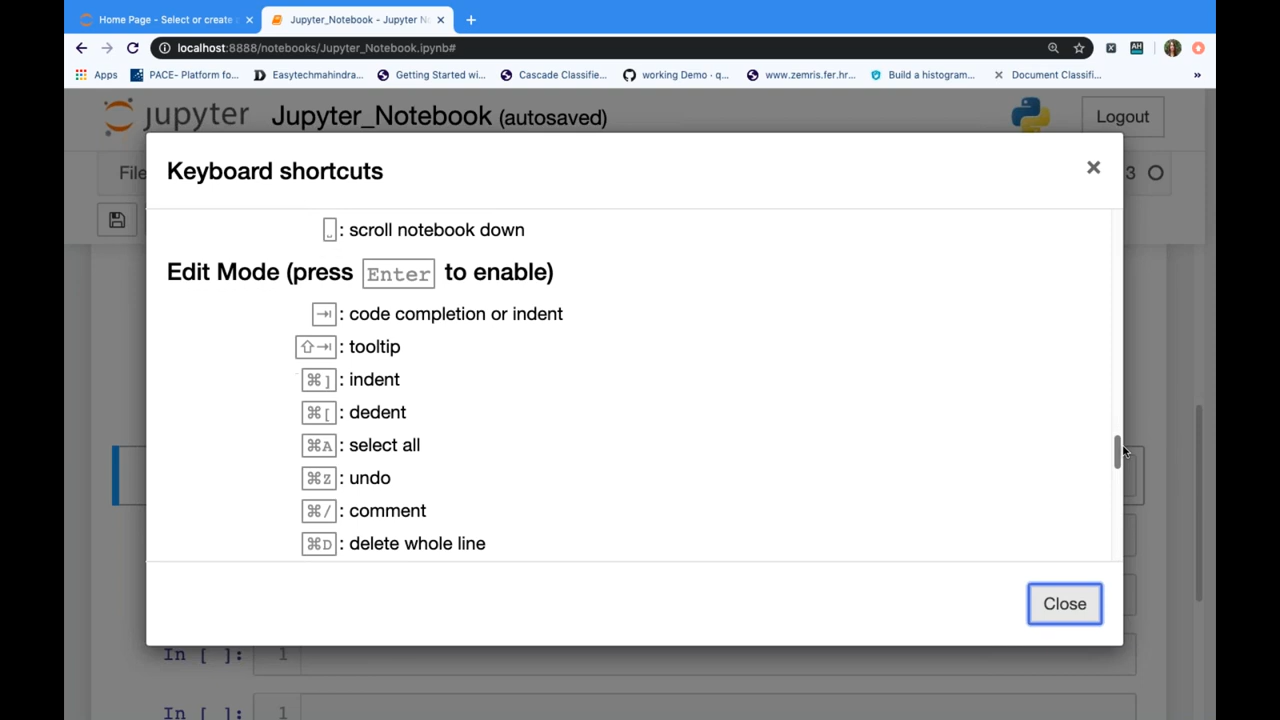 Home Page - Select or create
Jupyter_Notebook - Jupyter N
localhost:8888/notebooks/Jupyter_Notebook.ipynb#
Apps PACE- Platform fo... Easytechmahindra... Getting Started wi... Cascade Classifie... working Demo · q... www.zemris.fer.hr... Build a histogram... Document Classifi... »
jupyter Jupyter_Notebook (autosaved) Logout
File 3
Keyboard shortcuts ×
␣: scroll notebook down
Edit Mode (press Enter to enable)
⇥: code completion or indent
⇧⇥: tooltip
⌘]: indent
⌘[: dedent
⌘A: select all
⌘Z: undo
⌘/: comment
⌘D: delete whole line
Close
In [ ]: 1
In [ ]: 1